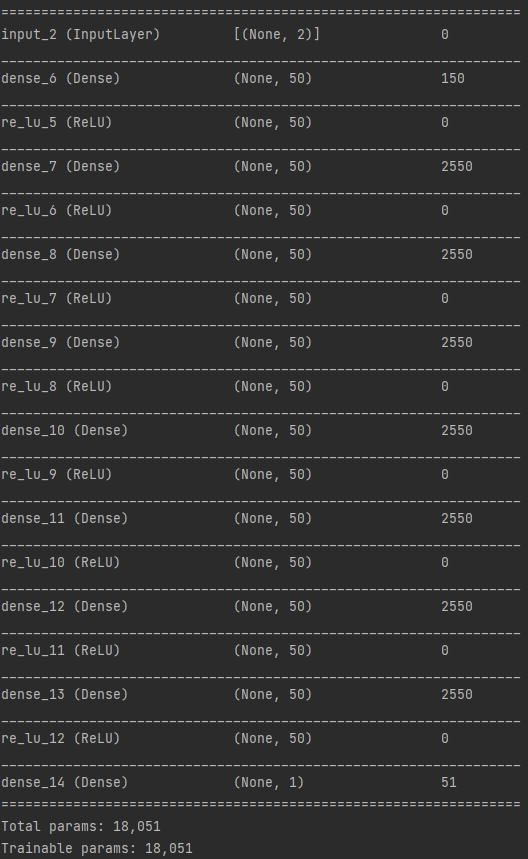 =================================================================
input_2 (InputLayer)         [(None, 2)]               0
_________________________________________________________________
dense_6 (Dense)              (None, 50)                150
_________________________________________________________________
re_lu_5 (ReLU)               (None, 50)                0
_________________________________________________________________
dense_7 (Dense)              (None, 50)                2550
_________________________________________________________________
re_lu_6 (ReLU)               (None, 50)                0
_________________________________________________________________
dense_8 (Dense)              (None, 50)                2550
_________________________________________________________________
re_lu_7 (ReLU)               (None, 50)                0
_________________________________________________________________
dense_9 (Dense)              (None, 50)                2550
_________________________________________________________________
re_lu_8 (ReLU)               (None, 50)                0
_________________________________________________________________
dense_10 (Dense)             (None, 50)                2550
_________________________________________________________________
re_lu_9 (ReLU)               (None, 50)                0
_________________________________________________________________
dense_11 (Dense)             (None, 50)                2550
_________________________________________________________________
re_lu_10 (ReLU)              (None, 50)                0
_________________________________________________________________
dense_12 (Dense)             (None, 50)                2550
_________________________________________________________________
re_lu_11 (ReLU)              (None, 50)                0
_________________________________________________________________
dense_13 (Dense)             (None, 50)                2550
_________________________________________________________________
re_lu_12 (ReLU)              (None, 50)                0
_________________________________________________________________
dense_14 (Dense)             (None, 1)                 51
=================================================================
Total params: 18,051
Trainable params: 18,051